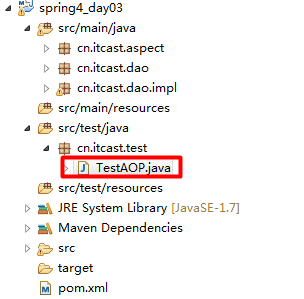 spring4_day03
src/main/java
cn.itcast.aspect
cn.itcast.dao
cn.itcast.dao.impl
src/main/resources
src/test/java
cn.itcast.test
TestAOP.java
src/test/resources
JRE System Library [JavaSE-1.7]
Maven Dependencies
src
target
pom.xml